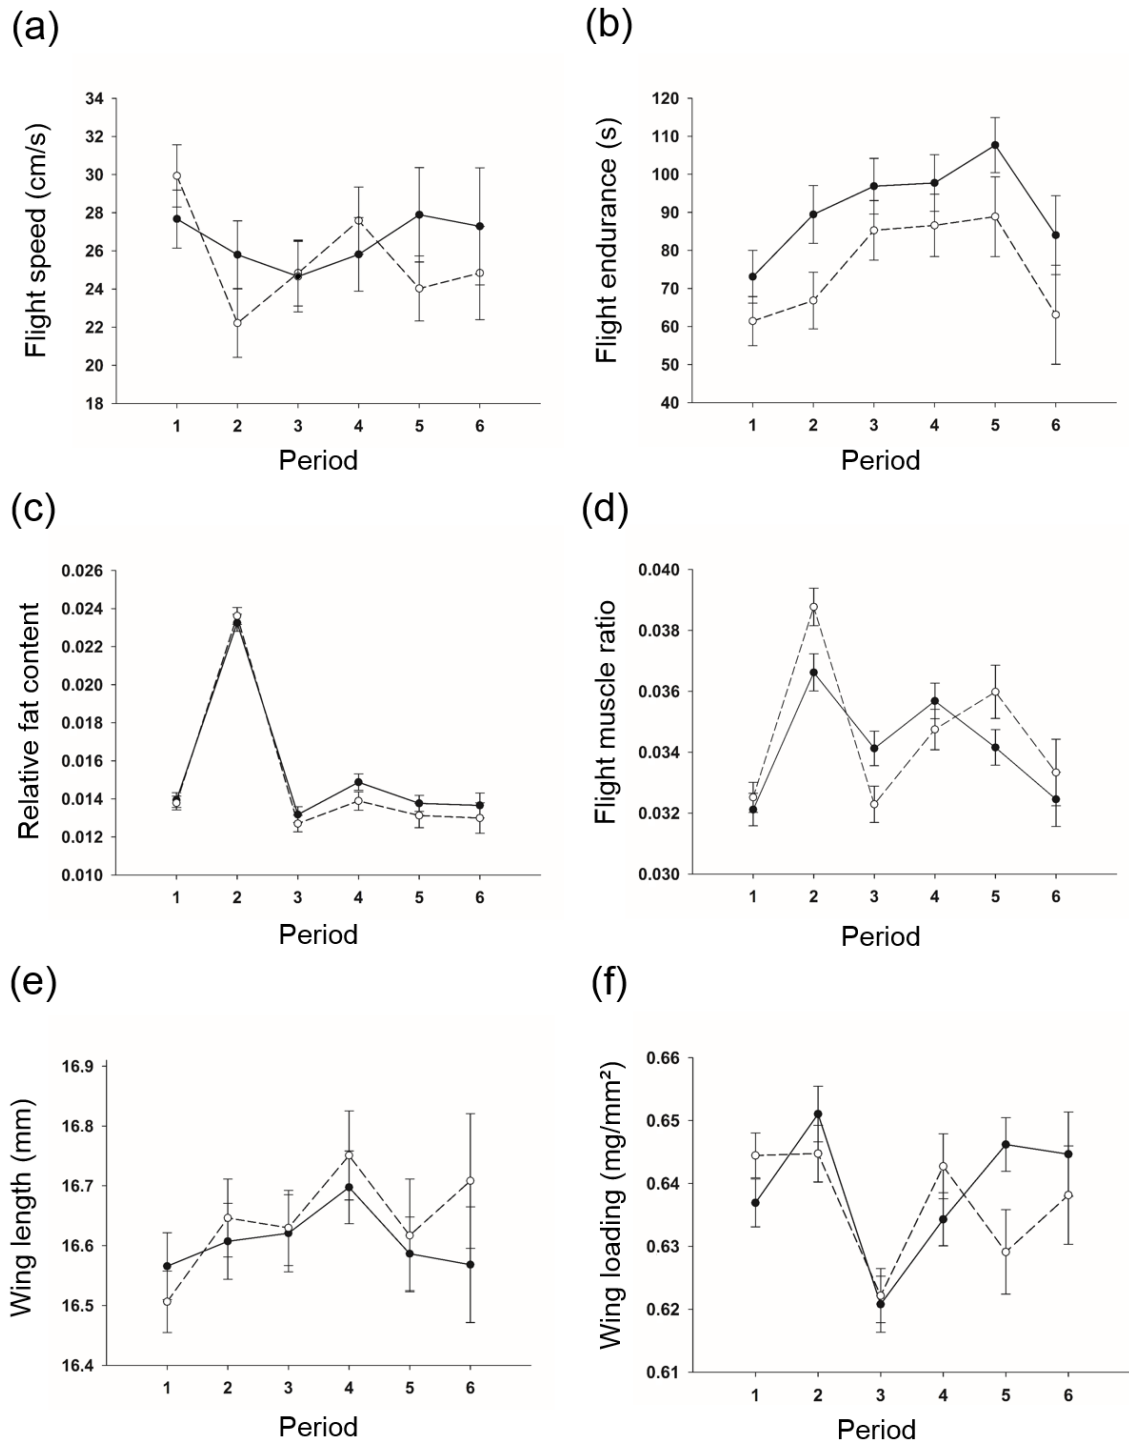 (a)
Flight speed (cm/s)
34
32
30
28
26
24
22
20
18
1 2 3 4 5 6
Period
(b)
Flight endurance (s)
120
110
100
90
80
70
60
50
40
1 2 3 4 5 6
Period
(c)
Relative fat content
0.026
0.024
0.022
0.020
0.018
0.016
0.014
0.012
0.010
1 2 3 4 5 6
Period
(d)
Flight muscle ratio
0.040
0.038
0.036
0.034
0.032
0.030
1 2 3 4 5 6
Period
(e)
Wing length (mm)
16.9
16.8
16.7
16.6
16.5
16.4
1 2 3 4 5 6
Period
(f)
Wing loading (mg/mm²)
0.66
0.65
0.64
0.63
0.62
0.61
1 2 3 4 5 6
Period